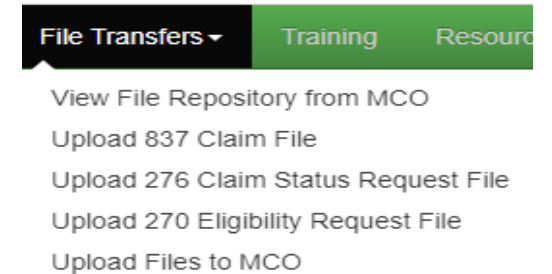 File Transfers Training Resourc
View File Repository from MCO
Upload 837 Claim File
Upload 276 Claim Status Request File
Upload 270 Eligibility Request File
Upload Files to MCO